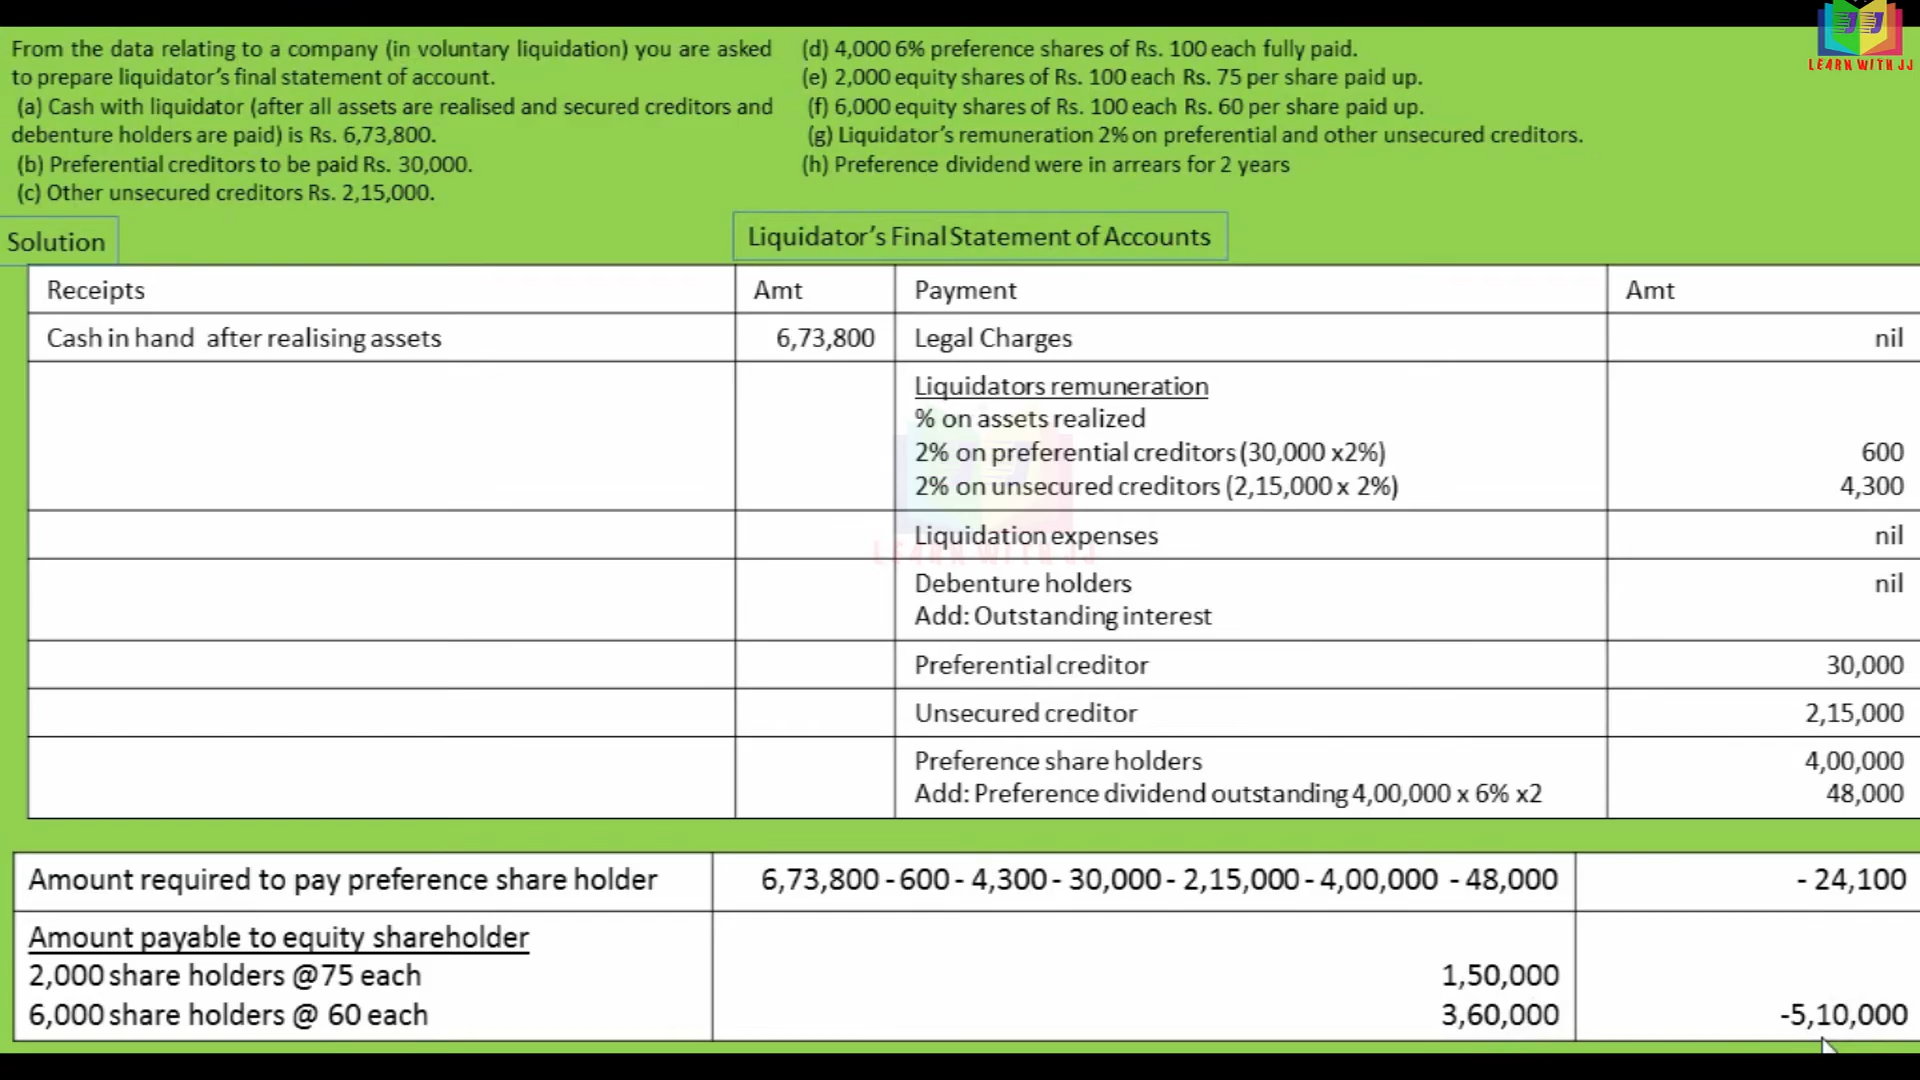 From the data relating to a company (in voluntary liquidation) you are asked
to prepare liquidator's final statement of account.
(a) Cash with liquidator (after all assets are realised and secured creditors and
debenture holders are paid) is Rs. 6,73,800.
(b) Preferential creditors to be paid Rs. 30,000.
(c) Other unsecured creditors Rs. 2,15,000.
(d) 4,000 6% preference shares of Rs. 100 each fully paid.
(e) 2,000 equity shares of Rs. 100 each Rs. 75 per share paid up.
(f) 6,000 equity shares of Rs. 100 each Rs. 60 per share paid up.
(g) Liquidator's remuneration 2% on preferential and other unsecured creditors.
(h) Preference dividend were in arrears for 2 years
JJ
LEARN WITH JJ
Solution
Liquidator's Final Statement of Accounts
Receipts Amt Payment Amt
Cash in hand after realising assets 6,73,800 Legal Charges nil
Liquidators remuneration
% on assets realized
2% on preferential creditors (30,000 x2%) 600
2% on unsecured creditors (2,15,000 x 2%) 4,300
Liquidation expenses nil
LEARN WITH JJ
Debenture holders nil
Add: Outstanding interest
Preferential creditor 30,000
Unsecured creditor 2,15,000
Preference share holders 4,00,000
Add: Preference dividend outstanding 4,00,000 x 6% x2 48,000
Amount required to pay preference share holder 6,73,800 - 600 - 4,300 - 30,000 - 2,15,000 - 4,00,000 - 48,000 - 24,100
Amount payable to equity shareholder
2,000 share holders @75 each 1,50,000
6,000 share holders @ 60 each 3,60,000 -5,10,000